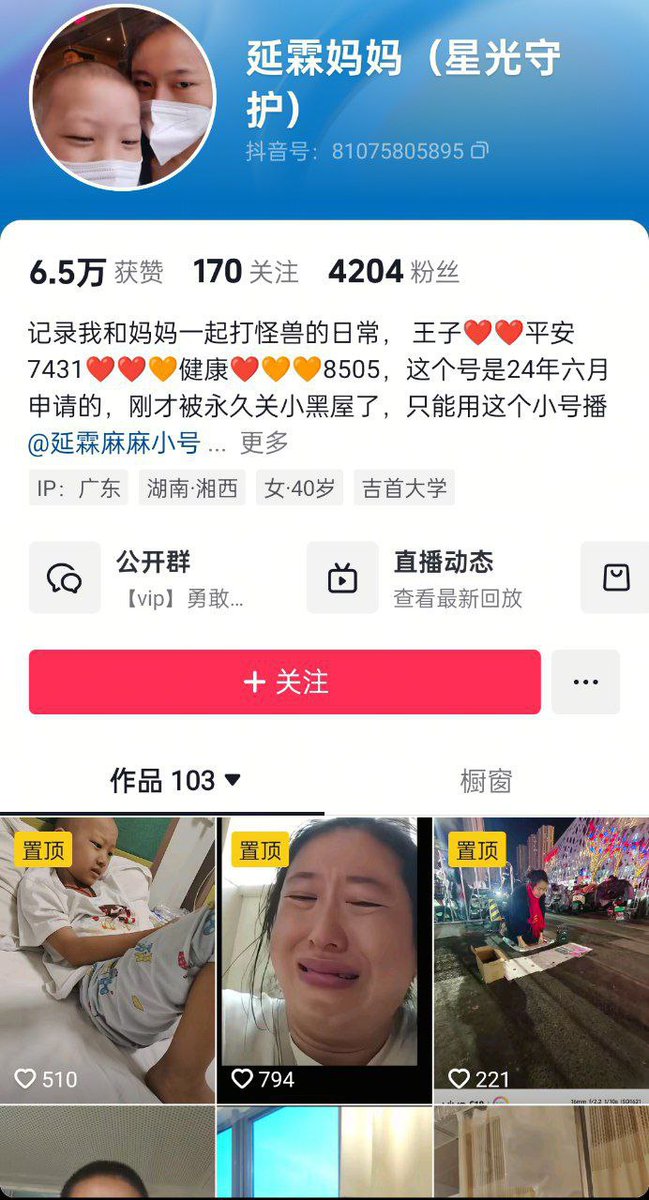 延霖妈妈（星光守
护）
抖音号：81075805895
6.5万 获赞 170 关注 4204 粉丝
记录我和妈妈一起打怪兽的日常，王子❤️❤️平安
7431❤️❤️🧡健康❤️🧡🧡8505，这个号是24年六月
申请的，刚才被永久关小黑屋了，只能用这个小号播
@延霖麻麻小号 ... 更多
IP：广东 湖南·湘西 女·40岁 吉首大学
公开群
【vip】勇敢...
直播动态
查看最新回放
+ 关注
作品 103 橱窗
置顶 置顶 置顶
510 794 221